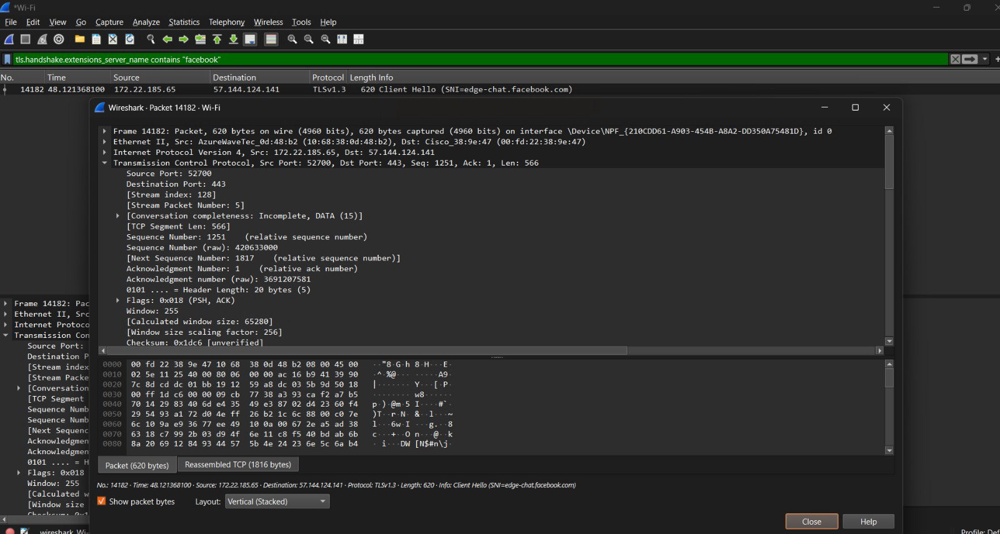 *Wi-Fi
File Edit View Go Capture Analyze Statistics Telephony Wireless Tools Help
tls.handshake.extensions_server_name contains "facebook"
No. Time Source Destination Protocol Length Info
14182 48.121368100 172.22.185.65 57.144.124.141 TLSv1.3 620 Client Hello (SNI=edge-chat.facebook.com)
Wireshark · Packet 14182 · Wi-Fi
Frame 14182: Packet, 620 bytes on wire (4960 bits), 620 bytes captured (4960 bits) on interface \Device\NPF_{210CDD61-A903-454B-A8A2-DD350A75481D}, id 0
Ethernet II, Src: AzureWaveTec_0d:48:b2 (10:68:38:0d:48:b2), Dst: Cisco_38:9e:47 (00:fd:22:38:9e:47)
Internet Protocol Version 4, Src: 172.22.185.65, Dst: 57.144.124.141
Transmission Control Protocol, Src Port: 52700, Dst Port: 443, Seq: 1251, Ack: 1, Len: 566
Source Port: 52700
Destination Port: 443
[Stream index: 128]
[Stream Packet Number: 5]
[Conversation completeness: Incomplete, DATA (15)]
[TCP Segment Len: 566]
Sequence Number: 1251 (relative sequence number)
Sequence Number (raw): 420633000
[Next Sequence Number: 1817 (relative sequence number)]
Acknowledgment Number: 1 (relative ack number)
Acknowledgment number (raw): 3691207581
0101 .... = Header Length: 20 bytes (5)
Flags: 0x018 (PSH, ACK)
Window: 255
[Calculated window size: 65280]
[Window size scaling factor: 256]
Checksum: 0x1dc6 [unverified]
Frame 14182: Pac
Ethernet II, Src
Internet Protoco
Transmission Con
Source Port:
Destination P
[Stream index
[Stream Packe
[Conversation
[TCP Segment
Sequence Numb
Sequence Numb
[Next Sequenc
Acknowledgmen
Acknowledgmen
0101 .... = H
Flags: 0x018
Window: 255
[Calculated w
[Window size
0000 00 fd 22 38 9e 47 10 68 38 0d 48 b2 08 00 45 00 ··"8·G·h 8·H···E·
0010 02 5e 11 25 40 00 80 06 00 00 ac 16 b9 41 39 90 ·^·%@··· ·····A9·
0020 7c 8d cd dc 01 bb 19 12 59 a8 dc 03 5b 9d 50 18 |······· Y···[·P·
0030 00 ff 1d c6 00 00 09 cb 77 38 a3 93 ca f2 a7 b5 ········ w8······
0040 70 14 29 83 40 6d e4 35 49 e3 87 02 d4 23 60 f4 p·)·@m·5 I····#`·
0050 29 54 93 a1 72 d0 4e ff 26 b2 1c 6c 88 00 c0 7e )T··r·N· &··l···~
0060 6c 10 9a e9 36 77 ee 49 10 0a 00 67 2e a5 ad 38 l···6w·I ···g.··8
0070 63 18 c7 99 2b 03 d9 4f 6e 11 c8 f5 40 bd ab 6b c···+··O n···@··k
0080 8a 20 69 12 84 93 44 57 5b 4e 24 23 6e 5c 6a b4 · i···DW [N$#n\j·
Packet (620 bytes) Reassembled TCP (1816 bytes)
No.: 14182 · Time: 48.121368100 · Source: 172.22.185.65 · Destination: 57.144.124.141 · Protocol: TLSv1.3 · Length: 620 · Info: Client Hello (SNI=edge-chat.facebook.com)
Show packet bytes Layout: Vertical (Stacked)
Close Help
wireshark_Wi-
Profile: Def